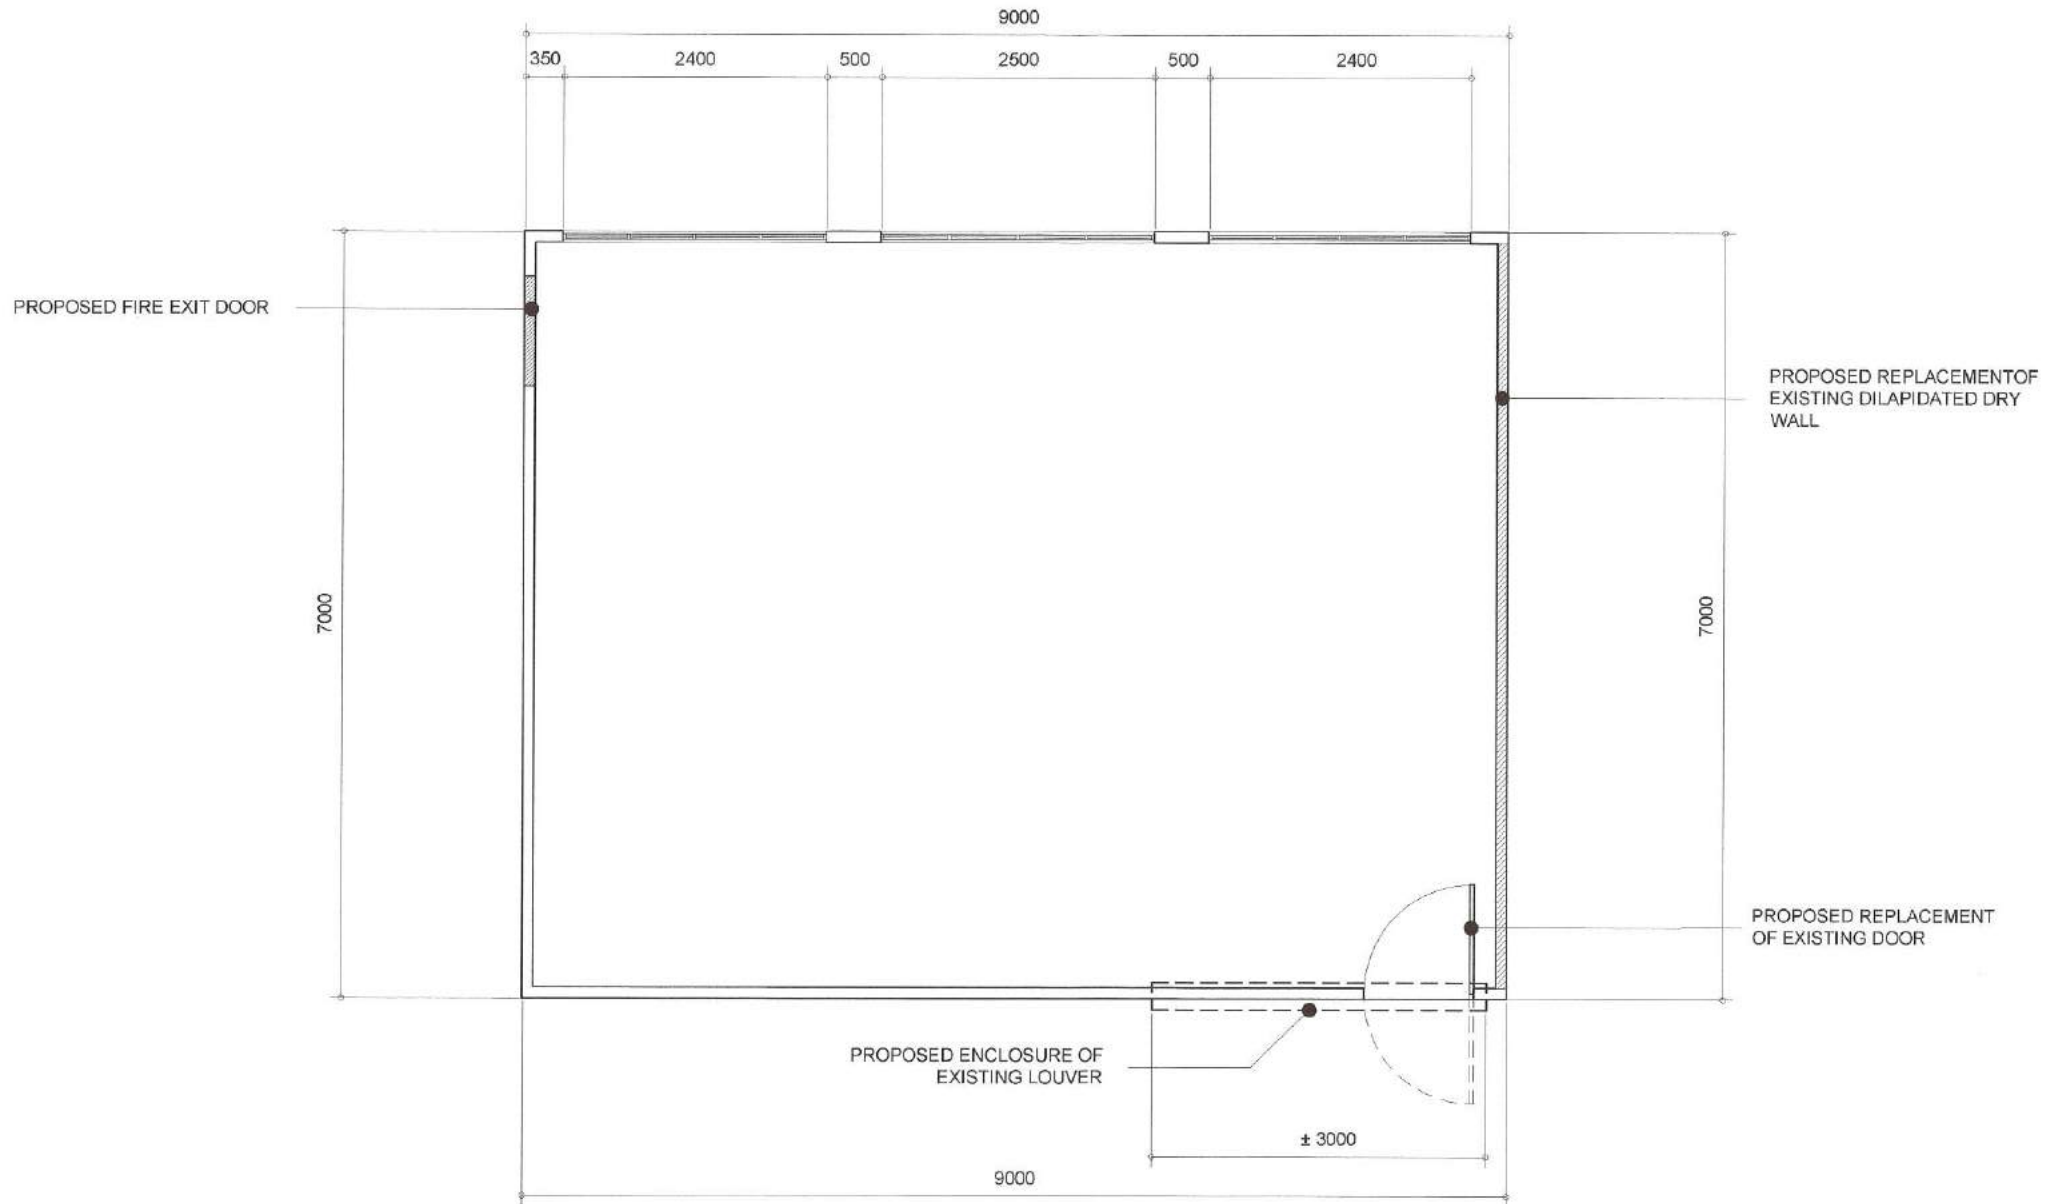 9000
350 2400 500 2500 500 2400
PROPOSED FIRE EXIT DOOR
PROPOSED REPLACEMENTOF
EXISTING DILAPIDATED DRY
WALL
7000
7000
PROPOSED REPLACEMENT
OF EXISTING DOOR
PROPOSED ENCLOSURE OF
EXISTING LOUVER
± 3000
9000